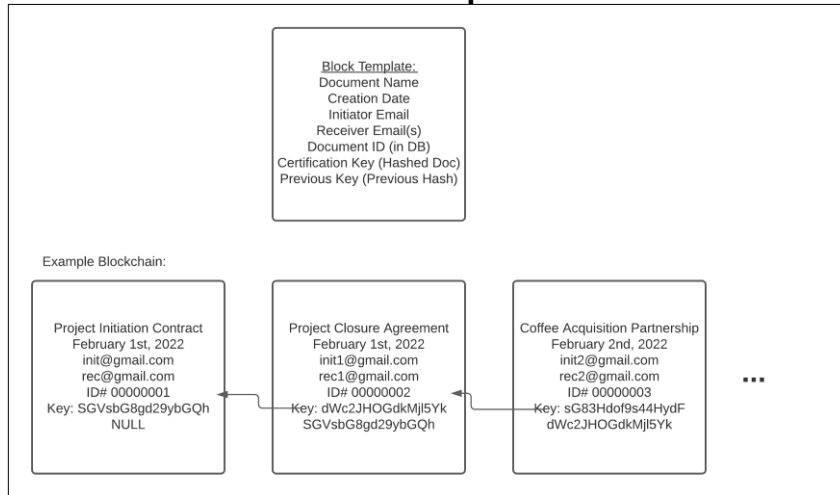 Block Template:
Document Name
Creation Date
Initiator Email
Receiver Email(s)
Document ID (in DB)
Certification Key (Hashed Doc)
Previous Key (Previous Hash)
Example Blockchain:
Project Initiation Contract
February 1st, 2022
init@gmail.com
rec@gmail.com
ID# 00000001
Key: SGVsbG8gd29ybGQh
NULL
Project Closure Agreement
February 1st, 2022
init1@gmail.com
rec1@gmail.com
ID# 00000002
Key: dWc2JHOGdkMjl5Yk
SGVsbG8gd29ybGQh
Coffee Acquisition Partnership
February 2nd, 2022
init2@gmail.com
rec2@gmail.com
ID# 00000003
Key: sG83Hdof9s44HydF
dWc2JHOGdkMjl5Yk
...